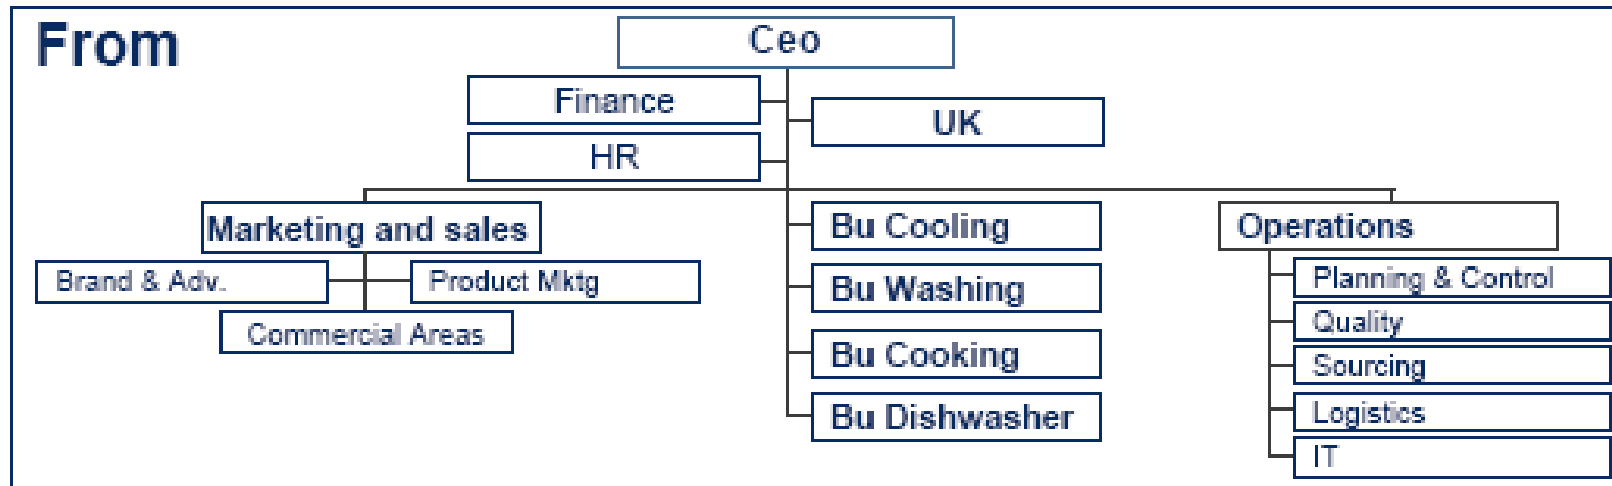 From
Ceo
Finance
UK
HR
Marketing and sales
Brand & Adv.
Product Mktg
Commercial Areas
Bu Cooling
Bu Washing
Bu Cooking
Bu Dishwasher
Operations
Planning & Control
Quality
Sourcing
Logistics
IT